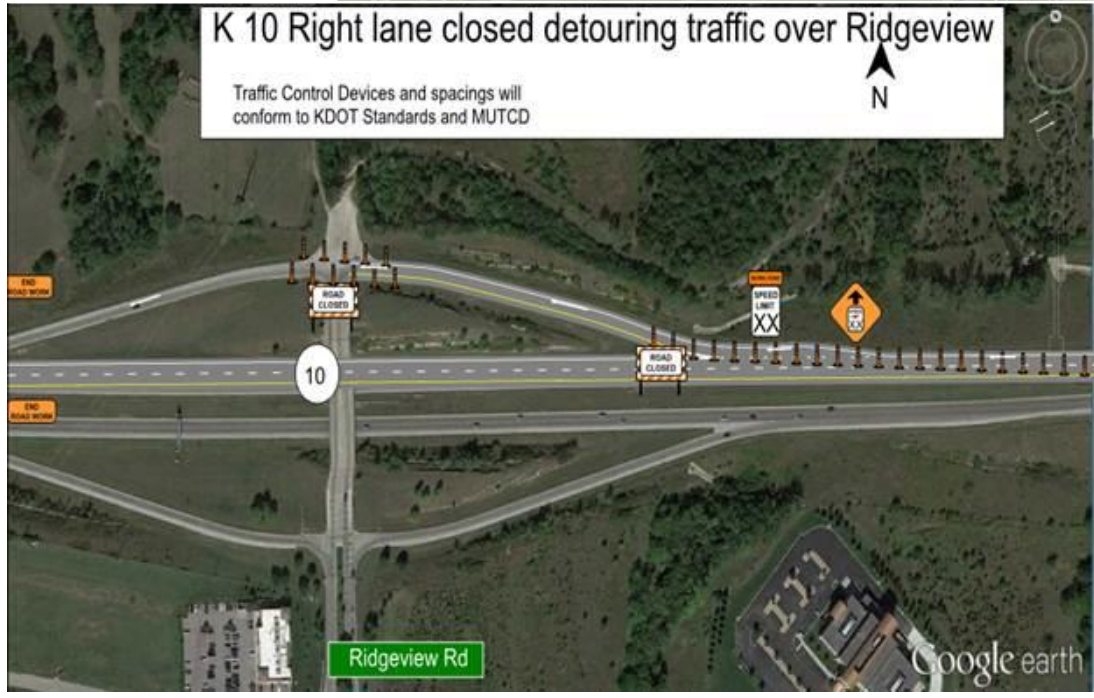 K 10 Right lane closed detouring traffic over Ridgeview
Traffic Control Devices and spacings will
conform to KDOT Standards and MUTCD
N
END
ROAD WORK
ROAD
CLOSED
SPEED
LIMIT
XX
XX
ROAD
CLOSED
10
END
ROAD WORK
Ridgeview Rd
Google earth